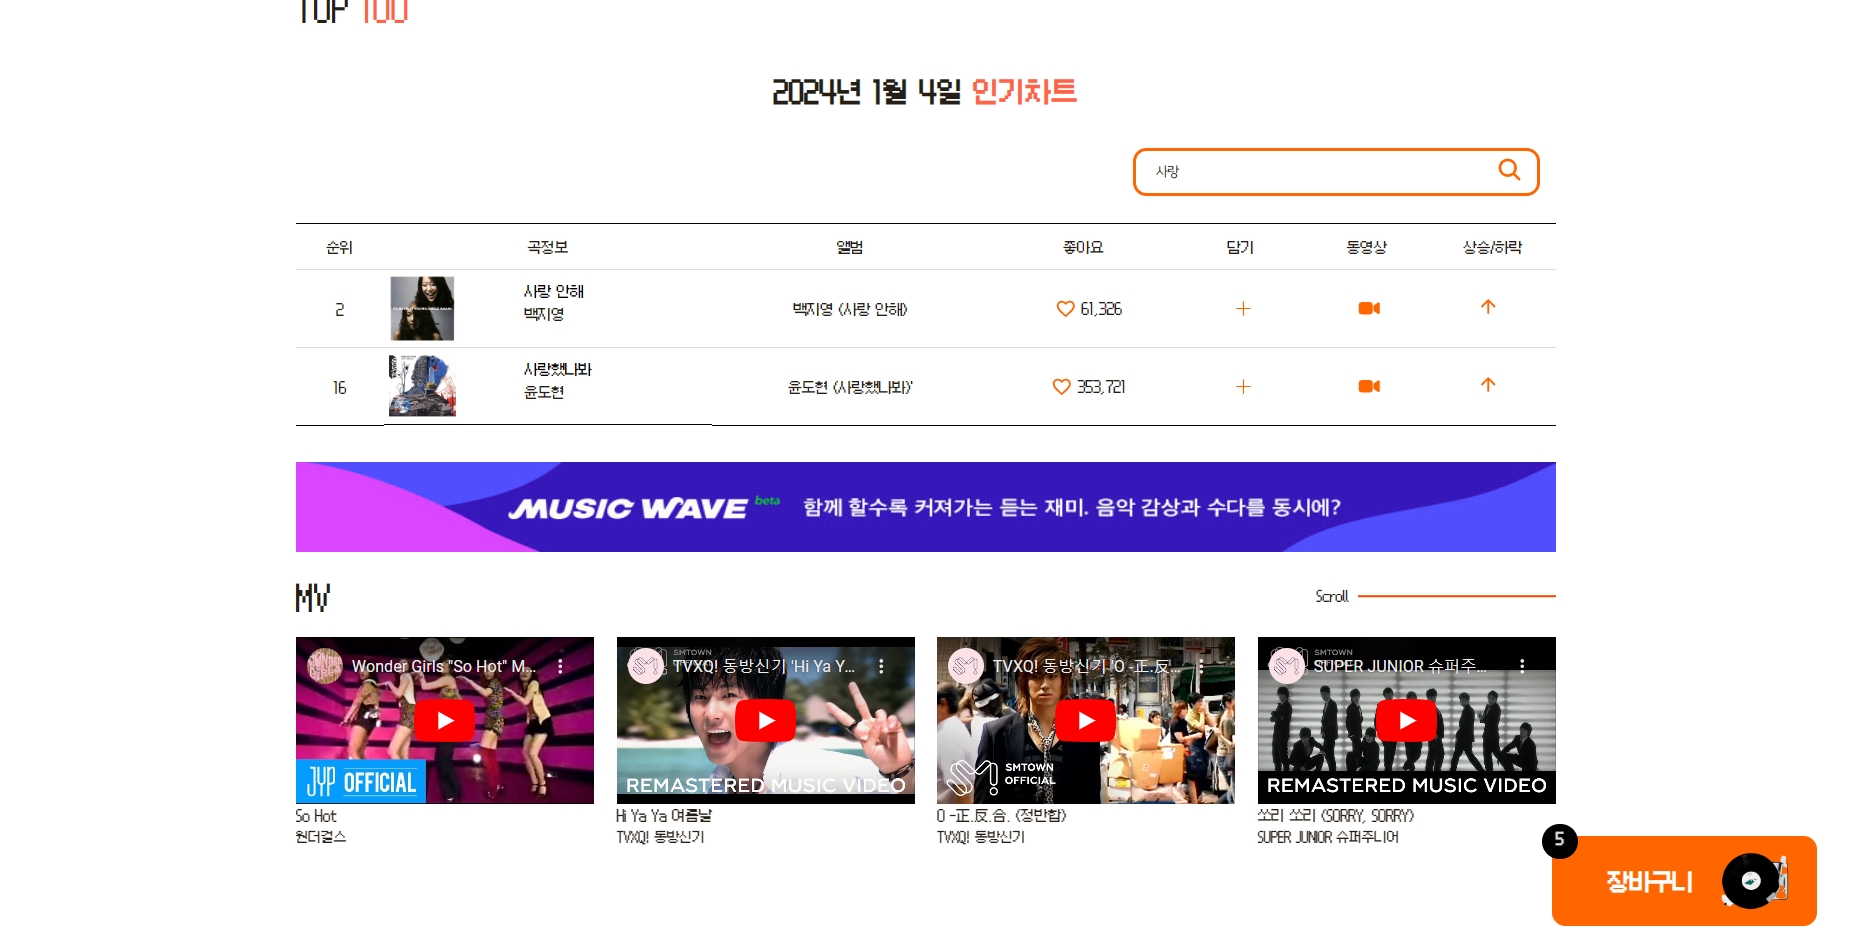 TOP 100
2024년 1월 4일 인기차트
사랑
순위 곡정보 앨범 좋아요 담기 동영상 상승/하락
2 사랑 안해 백지영 <사랑 안해> 61,326
백지영
16 사랑했나봐 윤도현 <사랑했나봐>' 353,721
윤도현
MUSIC WAVE beta 함께 할수록 커져가는 듣는 재미. 음악 감상과 수다를 동시에?
MV Scroll
Wonder Girls "So Hot" M...
JYP OFFICIAL
So Hot
원더걸스
SMTOWN
TVXQ! 동방신기 'Hi Ya Y...
REMASTERED MUSIC VIDEO
Hi Ya Ya 여름날
TVXQ! 동방신기
TVXQ! 동방신기 'O -正.反....
SMTOWN
OFFICIAL
O -正.反.合. <정반합>
TVXQ! 동방신기
SMTOWN
SUPER JUNIOR 슈퍼주...
REMASTERED MUSIC VIDEO
쏘리 쏘리 <SORRY, SORRY>
SUPER JUNIOR 슈퍼주니어
5
장바구니